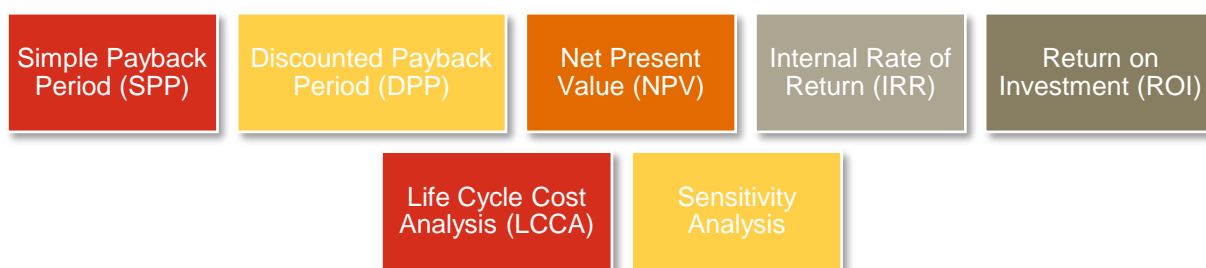 Simple Payback
Period (SPP)
Discounted Payback
Period (DPP)
Net Present
Value (NPV)
Internal Rate of
Return (IRR)
Return on
Investment (ROI)
Life Cycle Cost
Analysis (LCCA)
Sensitivity
Analysis